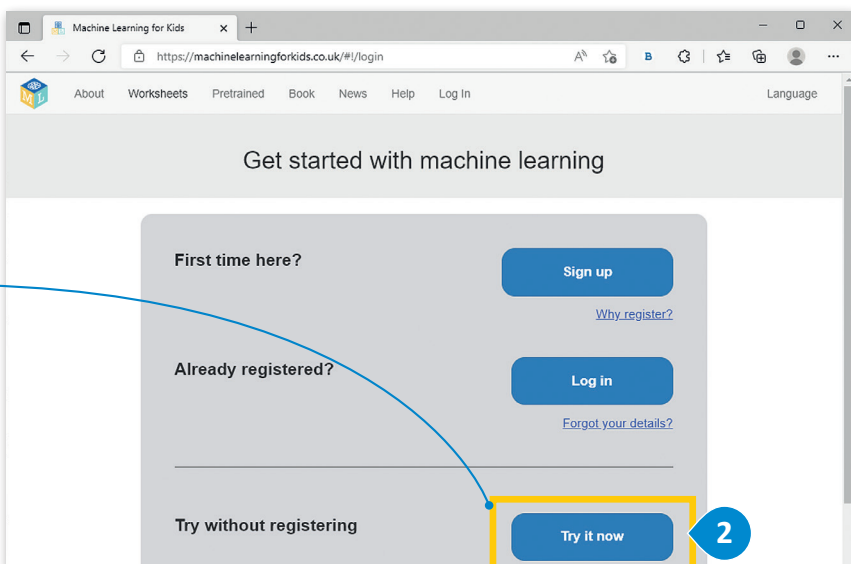 Machine Learning for Kids
https://machinelearningforkids.co.uk/#!/login
About Worksheets Pretrained Book News Help Log In Language
Get started with machine learning
First time here?
Sign up
Why register?
Already registered?
Log in
Forgot your details?
Try without registering
Try it now
2